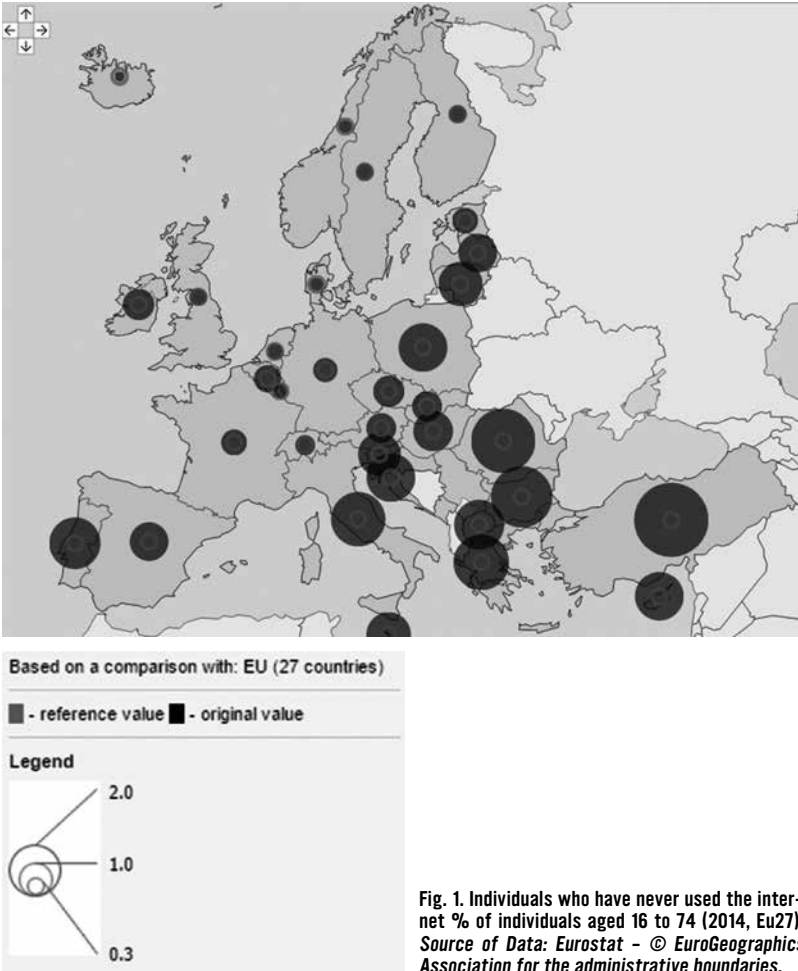 Based on a comparison with: EU (27 countries)
- reference value - original value
Legend
2.0
1.0
0.3
Fig. 1. Individuals who have never used the inter-
net % of individuals aged 16 to 74 (2014, Eu27)
Source of Data: Eurostat – © EuroGeographics
Association for the administrative boundaries.